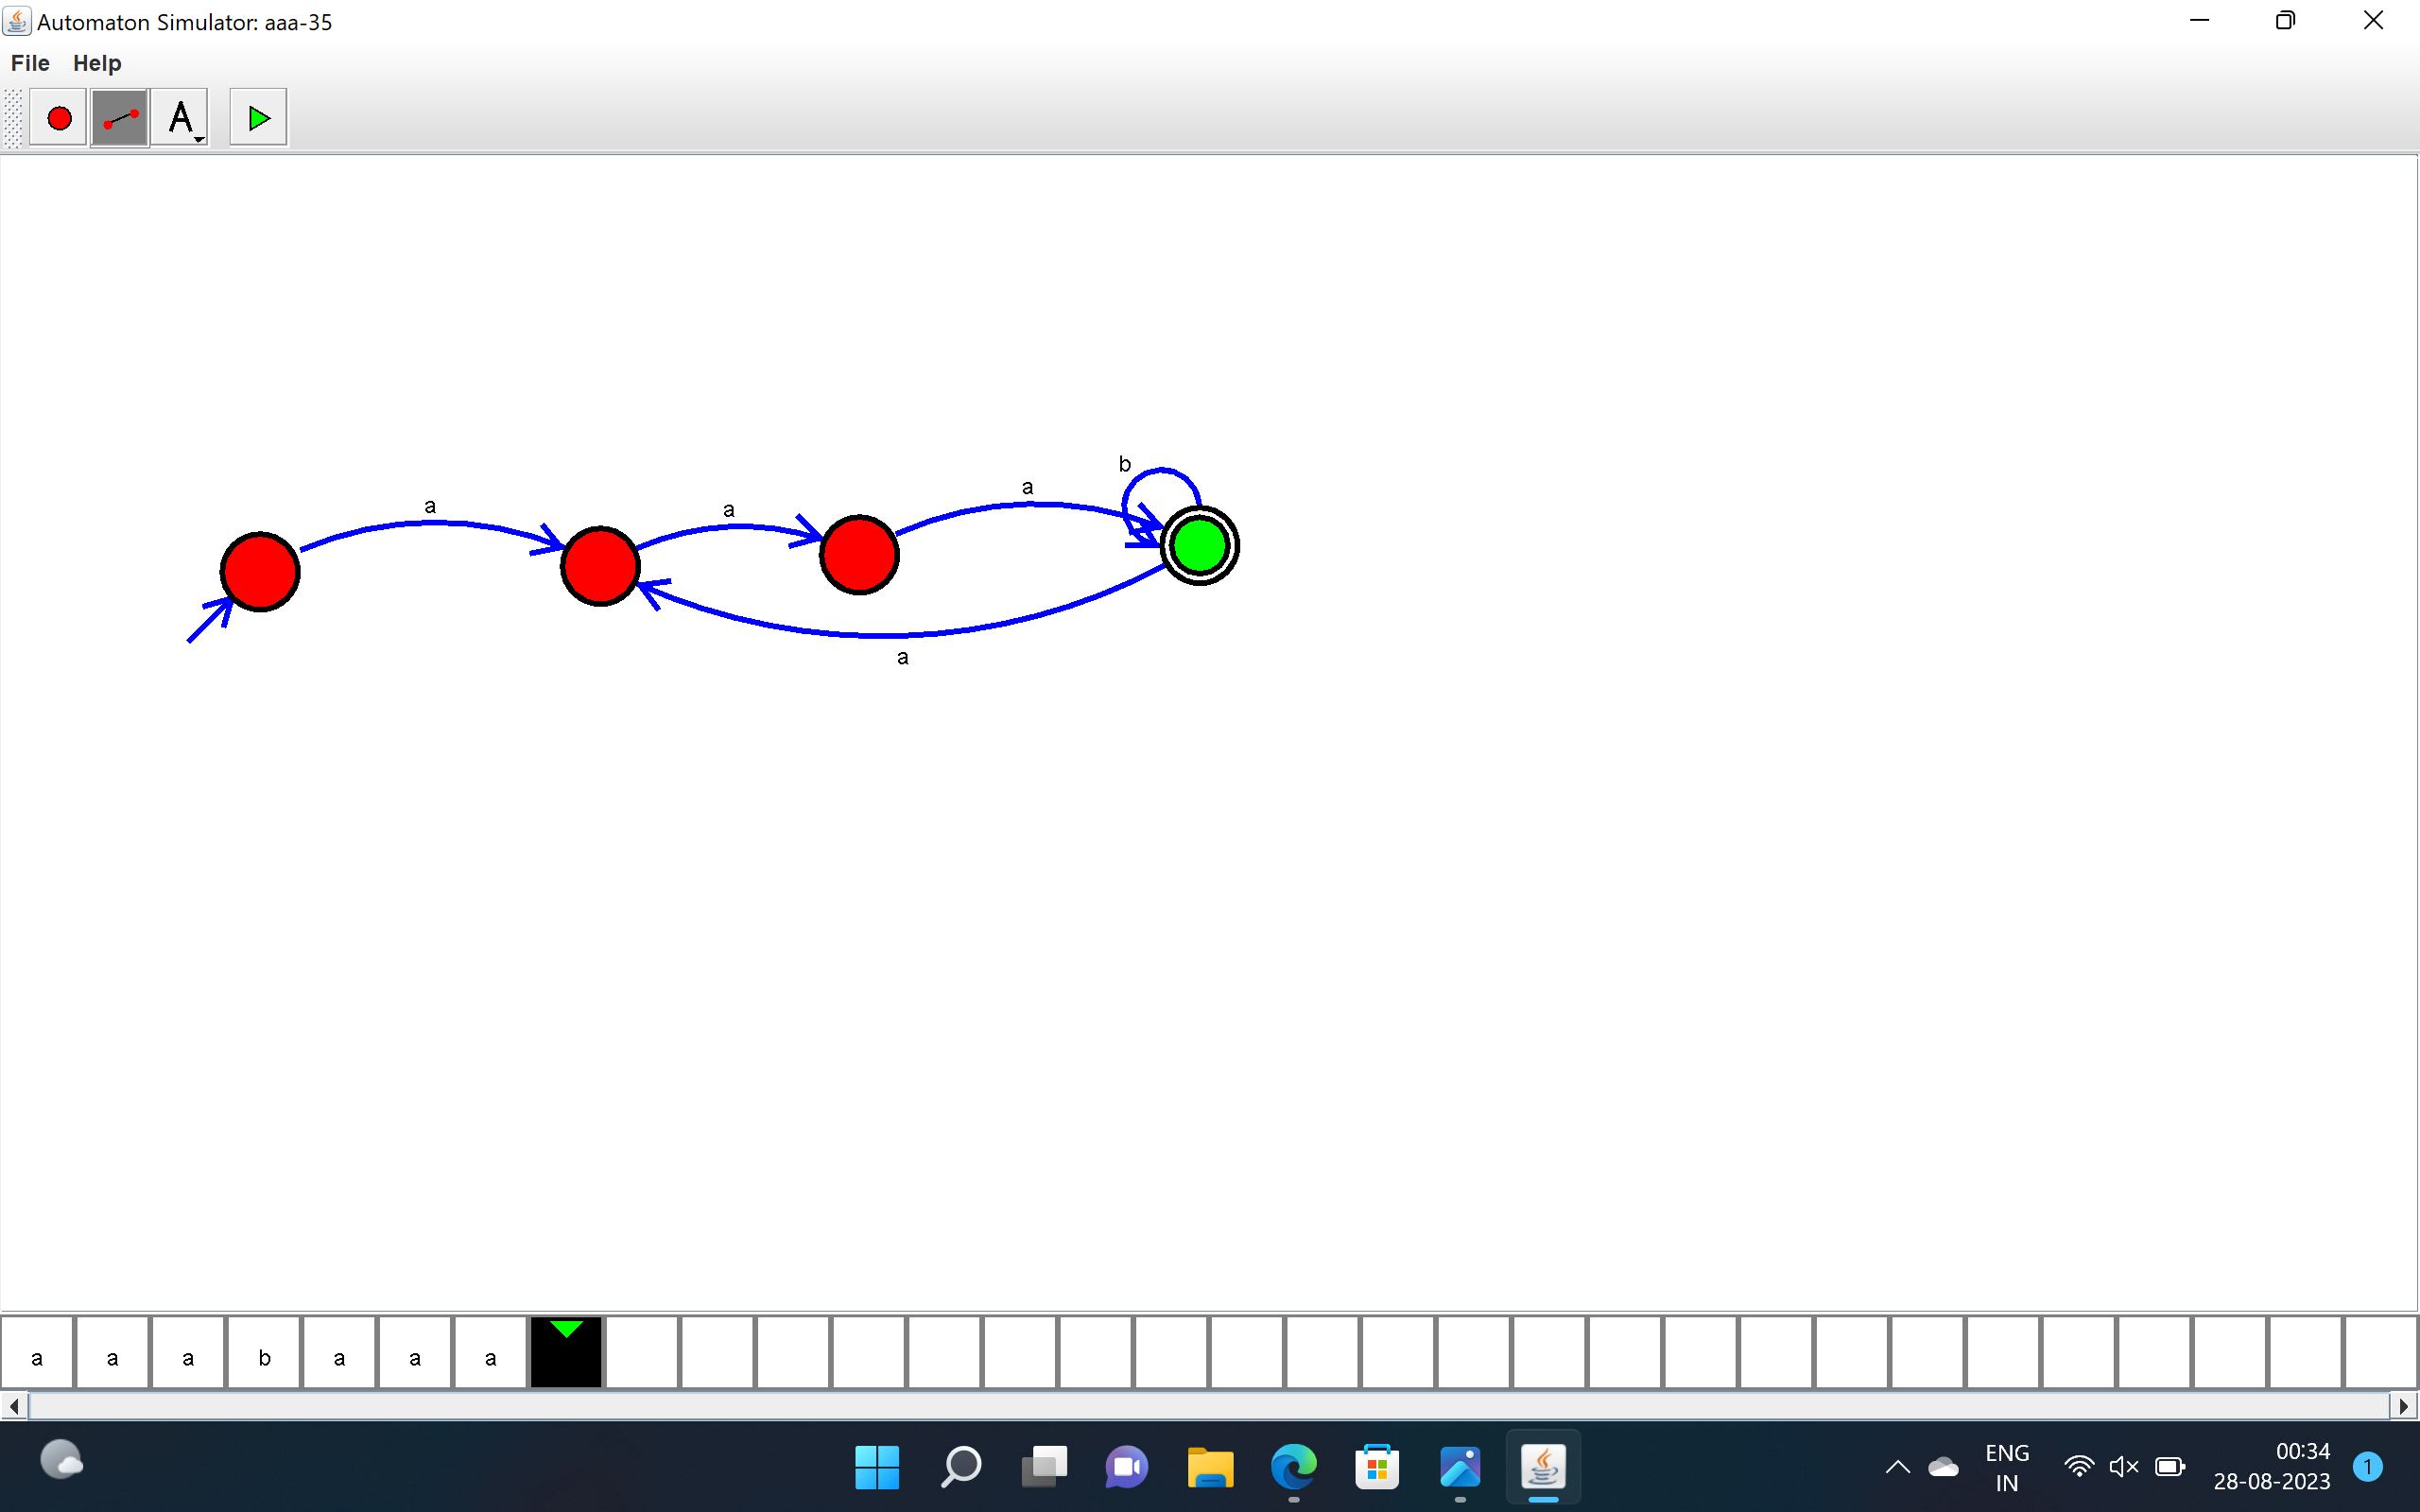 Automaton Simulator: aaa-35
File Help
A
b
a
a
a
a
a a a b a a a
ENG
IN
00:34
28-08-2023
1